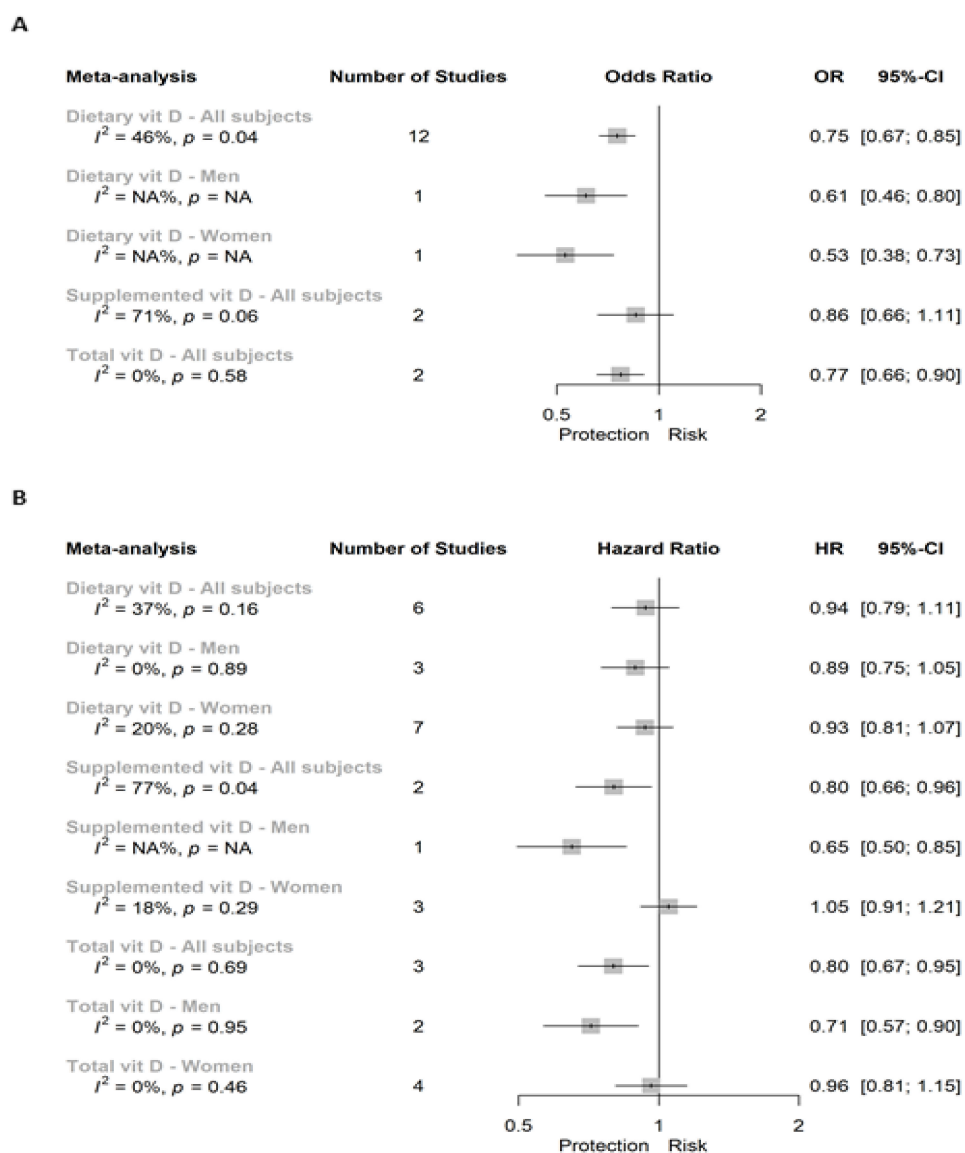 A
Meta-analysis Number of Studies Odds Ratio OR 95%-CI
Dietary vit D - All subjects
I² = 46%, p = 0.04 12 0.75 [0.67; 0.85]
Dietary vit D - Men
I² = NA%, p = NA 1 0.61 [0.46; 0.80]
Dietary vit D - Women
I² = NA%, p = NA 1 0.53 [0.38; 0.73]
Supplemented vit D - All subjects
I² = 71%, p = 0.06 2 0.86 [0.66; 1.11]
Total vit D - All subjects
I² = 0%, p = 0.58 2 0.77 [0.66; 0.90]
0.5 1 2
Protection Risk
B
Meta-analysis Number of Studies Hazard Ratio HR 95%-CI
Dietary vit D - All subjects
I² = 37%, p = 0.16 6 0.94 [0.79; 1.11]
Dietary vit D - Men
I² = 0%, p = 0.89 3 0.89 [0.75; 1.05]
Dietary vit D - Women
I² = 20%, p = 0.28 7 0.93 [0.81; 1.07]
Supplemented vit D - All subjects
I² = 77%, p = 0.04 2 0.80 [0.66; 0.96]
Supplemented vit D - Men
I² = NA%, p = NA 1 0.65 [0.50; 0.85]
Supplemented vit D - Women
I² = 18%, p = 0.29 3 1.05 [0.91; 1.21]
Total vit D - All subjects
I² = 0%, p = 0.69 3 0.80 [0.67; 0.95]
Total vit D - Men
I² = 0%, p = 0.95 2 0.71 [0.57; 0.90]
Total vit D - Women
I² = 0%, p = 0.46 4 0.96 [0.81; 1.15]
0.5 1 2
Protection Risk